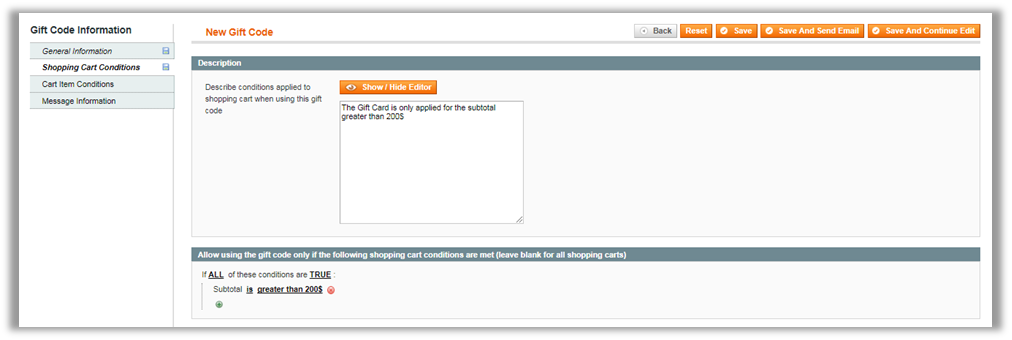 Gift Code Information
General Information
Shopping Cart Conditions
Cart Item Conditions
Message Information
New Gift Code
Back
Reset
Save
Save And Send Email
Save And Continue Edit
Description
Describe conditions applied to
shopping cart when using this gift
code
Show / Hide Editor
The Gift Card is only applied for the subtotal
greater than 200$
Allow using the gift code only if the following shopping cart conditions are met (leave blank for all shopping carts)
If ALL of these conditions are TRUE :
Subtotal is greater than 200$